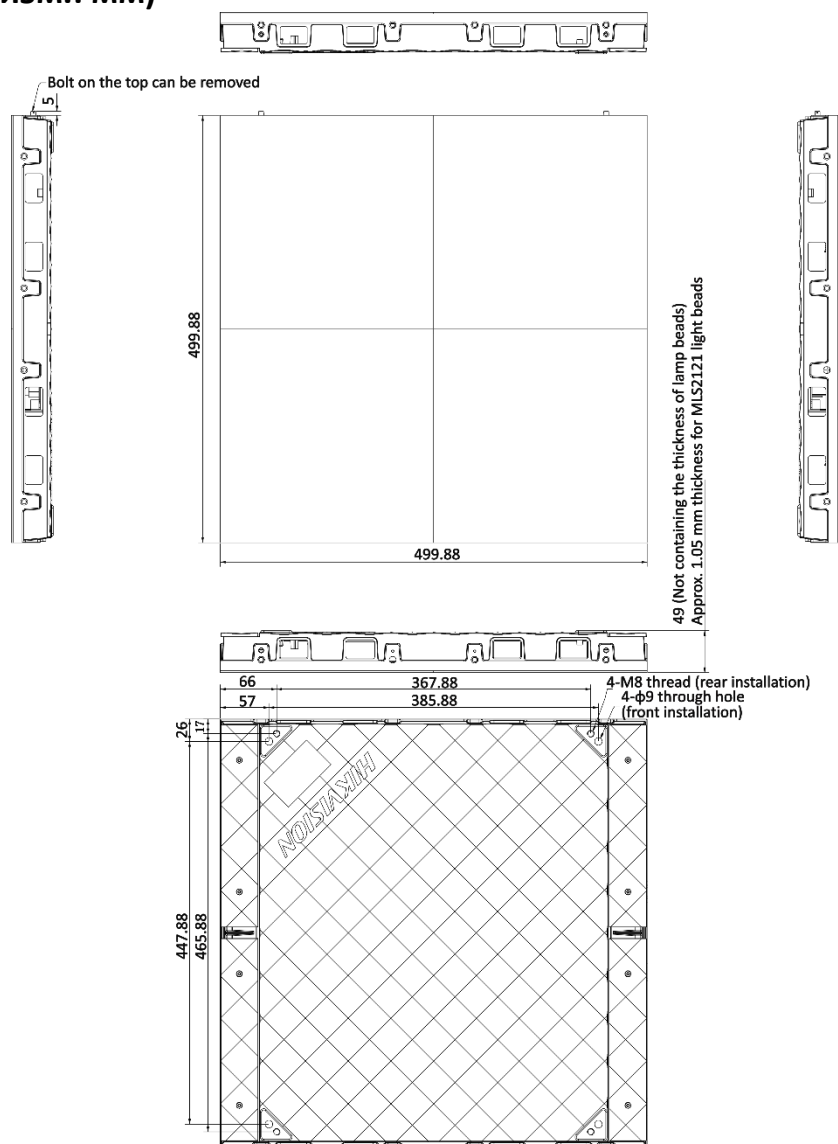 Bolt on the top can be removed
5
499.88
499.88
49 (Not containing the thickness of lamp beads)
Approx. 1.05 mm thickness for MLS2121 light beads
66
367.88
4-M8 thread (rear installation)
57
385.88
4-φ9 through hole
(front installation)
26
17
HIKVISION
447.88
465.88